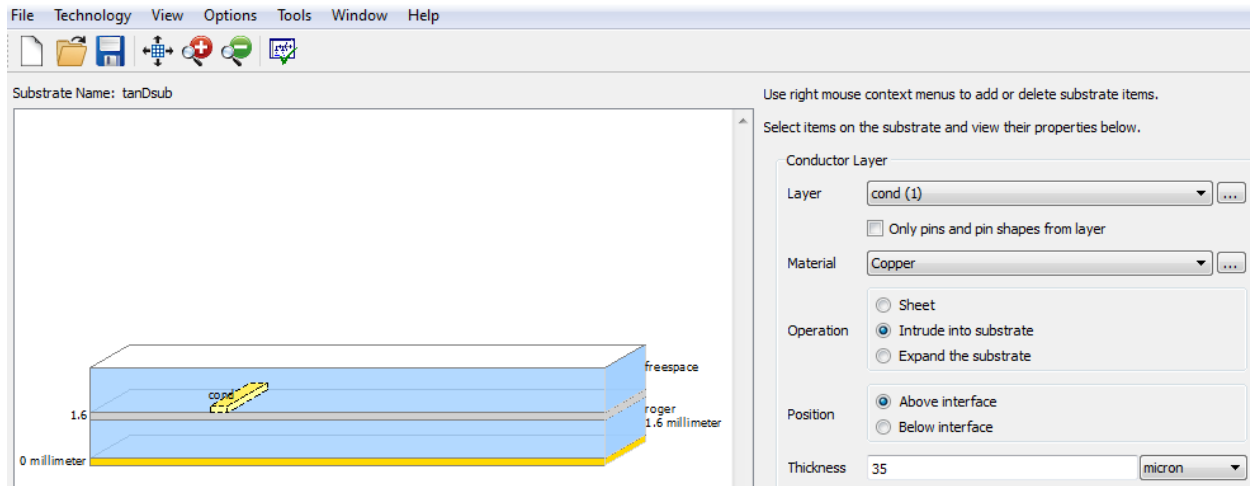 File Technology View Options Tools Window Help
Substrate Name: tanDsub
Use right mouse context menus to add or delete substrate items.
Select items on the substrate and view their properties below.
Conductor Layer
Layer cond (1) ...
Only pins and pin shapes from layer
Material Copper ...
Operation
Sheet
Intrude into substrate
Expand the substrate
Position
Above interface
Below interface
Thickness 35 micron
freespace
cond
1.6
roger
1.6 millimeter
0 millimeter